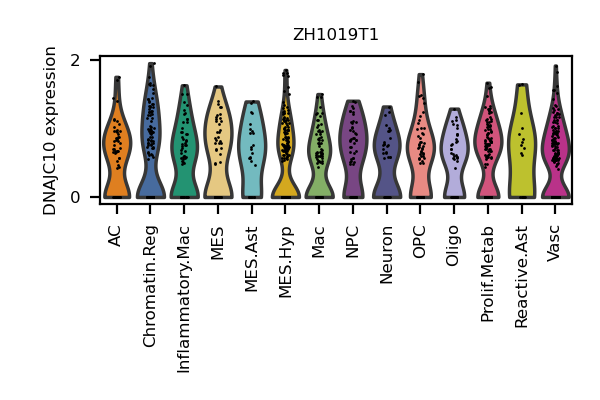 ZH1019T1
DNAJC10 expression
2
0
AC
Chromatin.Reg
Inflammatory.Mac
MES
MES.Ast
MES.Hyp
Mac
NPC
Neuron
OPC
Oligo
Prolif.Metab
Reactive.Ast
Vasc